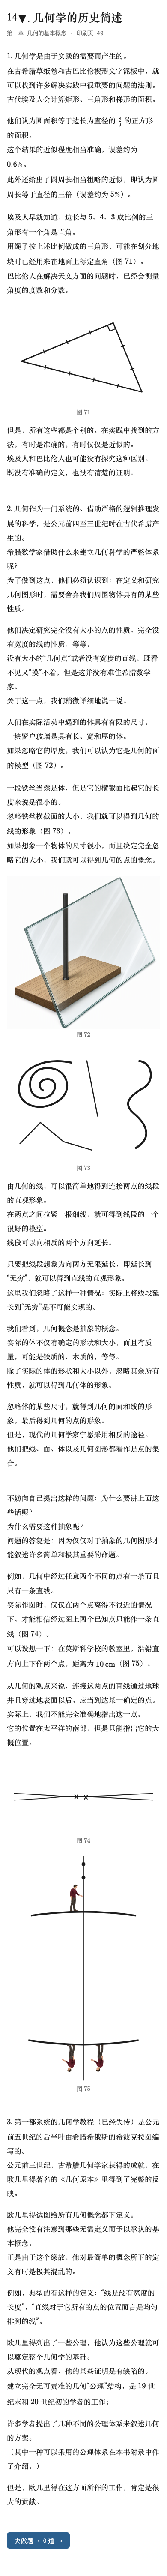 14▼. 几何学的历史简述
第一章 几何学的基本概念 · 印刷页 49
1. 几何学是由于实践的需要而产生的。
在古希腊草纸卷和古巴比伦楔形文字泥板中，就
可以找到许多解决实践中很重要的问题的法则。
古代埃及人会计算矩形、三角形和梯形的面积。
他们认为圆面积等于边长为直径的 8/9 的正方形
的面积。
这个结果的近似程度相当准确，误差约为
0.6%。
此外还给出了圆周长相当粗略的近似，即认为圆
周长等于直径的三倍（误差约为 5%）。
埃及人早就知道，边长与 5、4、3 成比例的三
角形有一个角是直角。
用绳子按上述比例做成的三角形，可能在划分地
块时已经用来在地面上标定直角（图 71）。
巴比伦人在解决天文方面的问题时，已经会测量
角度的度数和分数。
图 71
但是，所有这些都是个别的、在实践中找到的方
法，有时是准确的，有时仅仅是近似的。
埃及人和巴比伦人也可能没有探究这种区别。
既没有准确的定义，也没有清楚的证明。
2. 几何作为一门系统的、借助严格的逻辑推理发
展的科学，是公元前四至三世纪时在古代希腊产
生的。
希腊数学家借助什么来建立几何科学的严整体系
呢？
为了做到这点，他们必须认识到：在定义和研究
几何图形时，需要舍弃我们周围物体具有的某些
性质。
他们决定研究完全没有大小的点的性质、完全没
有宽度的线的性质，等等。
没有大小的“几何点”或者没有宽度的直线，既看
不见又“摸”不着，但是这并没有难住希腊数学
家。
关于这一点，我们稍微详细地说一说。
人们在实际活动中遇到的体具有有限的尺寸。
一块窗户玻璃是具有长、宽和厚的体。
如果忽略它的厚度，我们可以认为它是几何的面
的模型（图 72）。
一段铁丝当然是体，但是它的横截面比起它的长
度来说是很小的。
忽略铁丝横截面的大小，我们就可以得到几何的
线的形象（图 73）。
如果想象一个物体的尺寸很小，而且决定完全忽
略它的大小，我们就可以得到几何的点的概念。
图 72
图 73
由几何的线，可以很简单地得到连接两点的线段
的直观形象。
在两点之间拉紧一根细线，就可得到线段的一个
很好的模型。
线段可以向相反的两个方向延长。
只要把线段想象为向两方无限延长，即延长到
“无穷”，就可以得到直线的直观形象。
这里我们忽略了这样一种情况：实际上将线段延
长到“无穷”是不可能实现的。
我们看到，几何概念是抽象的概念。
实际的体不仅有确定的形状和大小，而且有质
量，可能是铁质的、木质的，等等。
除了实际的体的形状和大小以外，忽略其余所有
性质，就可以得到几何体的形象。
忽略体的某些尺寸，就得到几何的面和线的形
象，最后得到几何的点的形象。
但是，现代的几何学家宁愿采用相反的途径。
他们把线、面、体以及几何图形都看作是点的集
合。
不妨向自己提出这样的问题：为什么要讲上面这
些话呢？
为什么需要这种抽象呢？
问题的答复是：因为仅仅对于抽象的几何图形才
能叙述许多简单和极其重要的命题。
例如，几何中经过任意两个不同的点有一条而且
只有一条直线。
实际作图时，仅仅在两个点离得不很近的情况
下，才能相信经过图上两个已知点只能作一条直
线（图 74）。
可以设想一下：在莫斯科学校的教室里，沿铅直
方向上下作两个点，距离为 10 cm（图 75）。
从几何的观点来说，连接这两点的直线通过地球
并且穿过地表面以后，应当到达某一确定的点。
实际上，我们不能完全准确地指出这一点。
它的位置在太平洋的南部，但是只能指出它的大
概位置。
图 74
图 75
3. 第一部系统的几何学教程（已经失传）是公元
前五世纪的后半叶由希腊希俄斯的希波克拉图编
写的。
公元前三世纪，古希腊几何学家获得的成就，在
欧几里得著名的《几何原本》里得到了完整的反
映。
欧几里得试图给所有几何概念都下定义。
他完全没有注意到那些无需定义而予以承认的基
本概念。
正是由于这个缘故，他对最简单的概念所下的定
义有时是极其混乱的。
例如，典型的有这样的定义：“线是没有宽度的
长度”，“直线对于它所有的点的位置而言是均匀
排列的线”。
欧几里得列出了一些公理，他认为这些公理就可
以奠定整个几何学的基础。
从现代的观点看，他的某些证明是有缺陷的。
建立完全无可责难的几何“公理”结构，是 19 世
纪末和 20 世纪初的学者的工作；
许多学者提出了几种不同的公理体系来叙述几何
的方案。
（其中一种可以采用的公理体系在本书附录中作
了介绍。）
但是，欧几里得在这方面所作的工作，肯定是很
大的贡献。
去做题 · 0 道 →